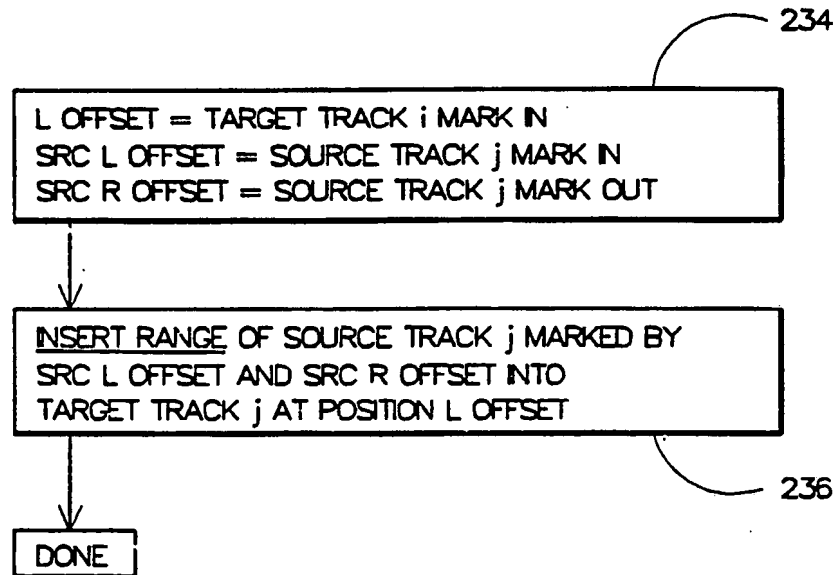 234
L OFFSET = TARGET TRACK i MARK IN
SRC L OFFSET = SOURCE TRACK j MARK IN
SRC R OFFSET = SOURCE TRACK j MARK OUT
INSERT RANGE OF SOURCE TRACK j MARKED BY
SRC L OFFSET AND SRC R OFFSET INTO
TARGET TRACK j AT POSITION L OFFSET
236
DONE